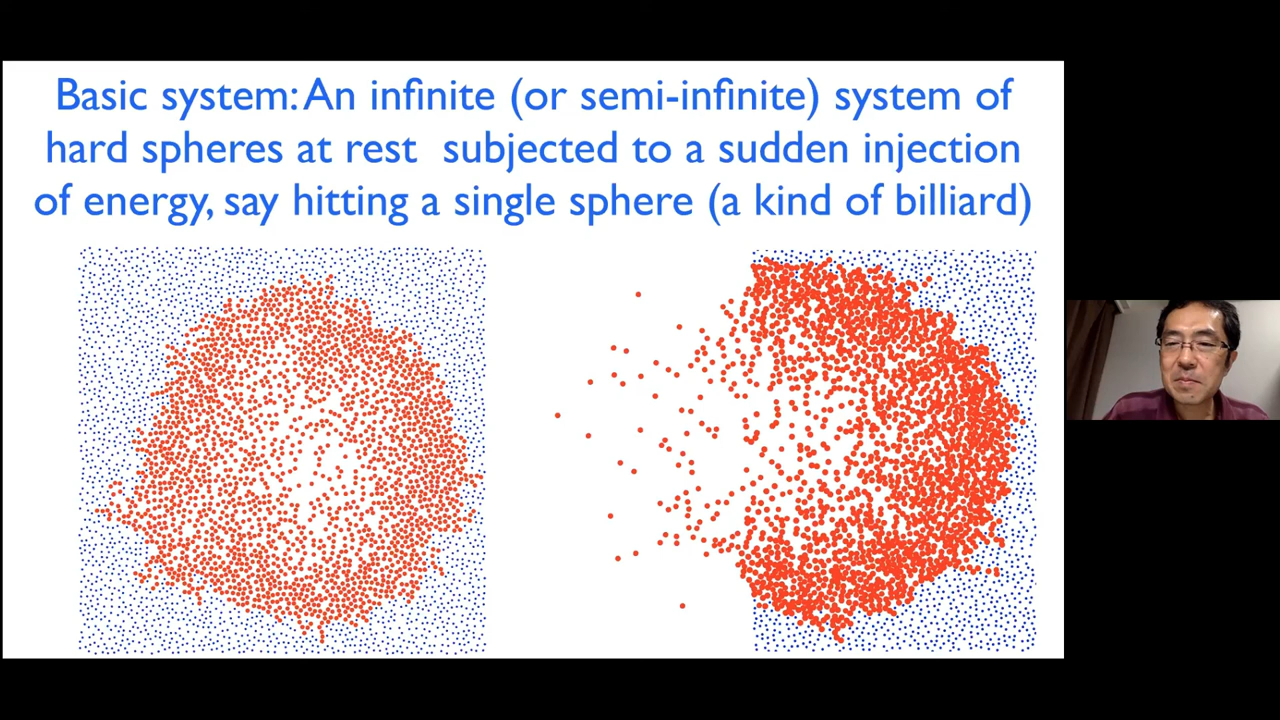 Basic system: An infinite (or semi-infinite) system of
hard spheres at rest subjected to a sudden injection
of energy, say hitting a single sphere (a kind of billiard)